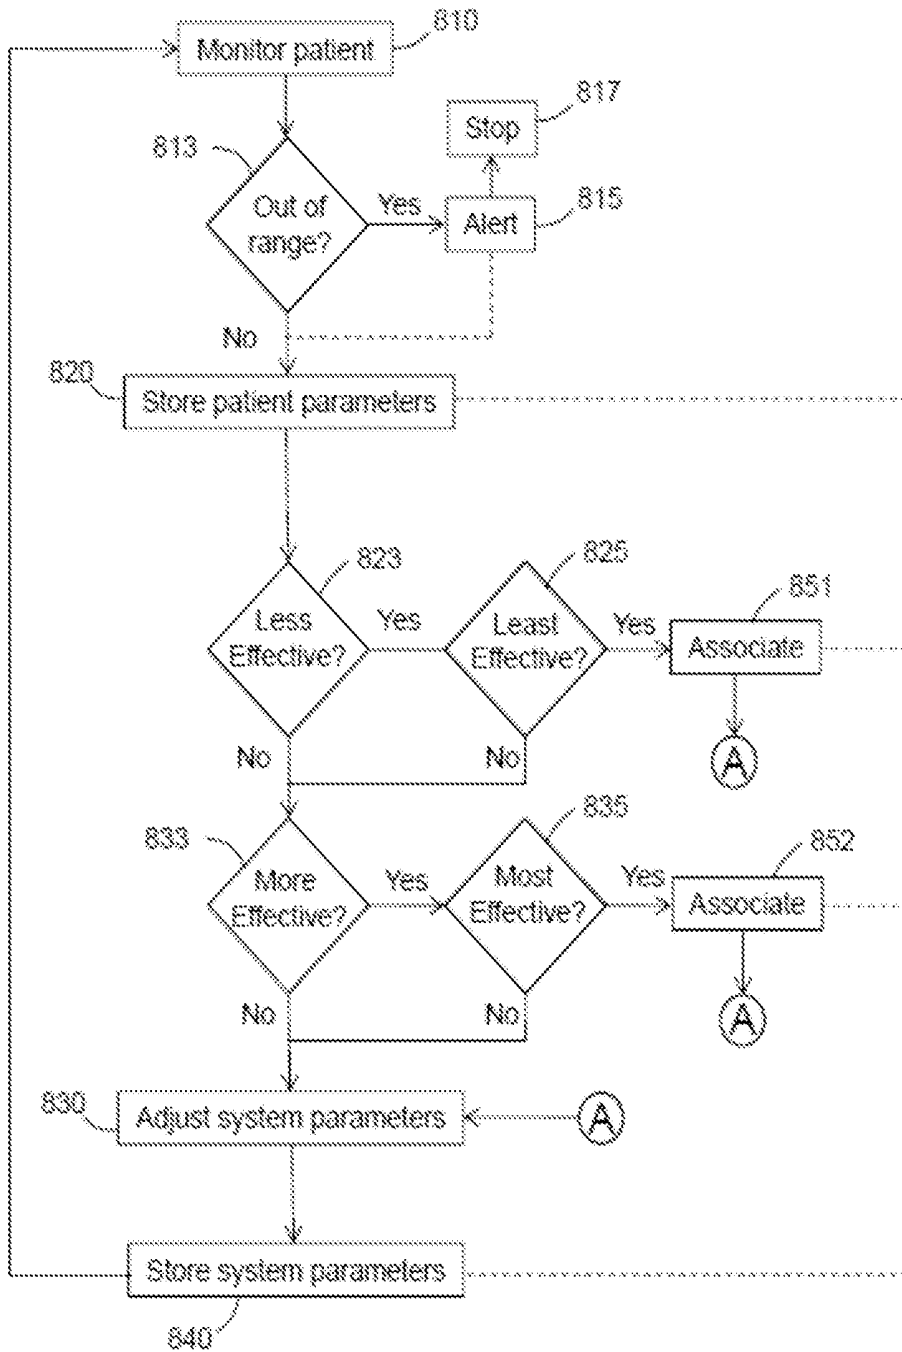 810
Monitor patient
817
Stop
813
815
Out of
range?
Yes
Alert
No
820
Store patient parameters
823
825
851
Less
Effective?
Yes
Least
Effective?
Yes
Associate
No
No
A
833
835
852
More
Effective?
Yes
Most
Effective?
Yes
Associate
No
No
A
830
Adjust system parameters
A
Store system parameters
840